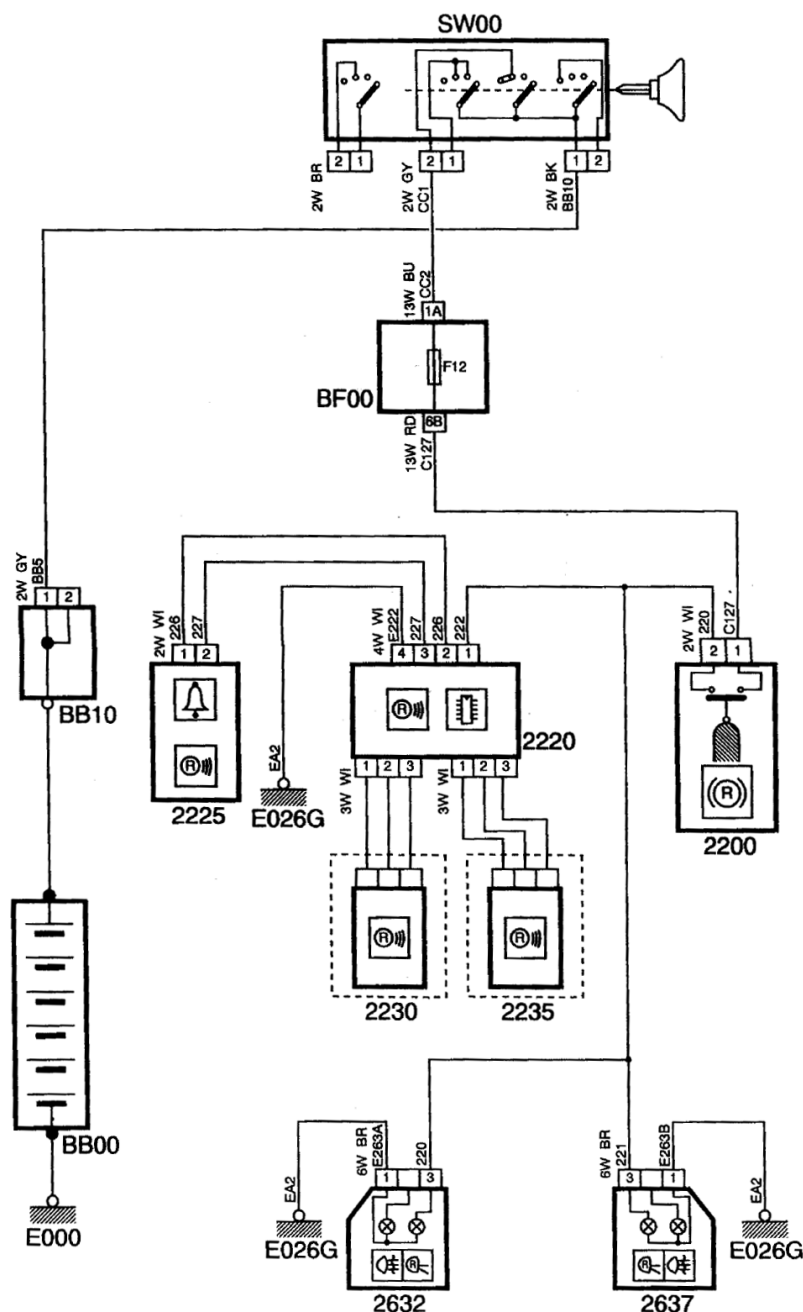 SW00
2 1
2 1
1 2
2W BR
2W GY
CC1
2W BK
BB10
13W BU
CC2
1A
F12
BF00
6B
13W RD
C127
2W GY
BB5
1 2
BB10
2W WI
226
227
1 2
2225
4W WI
E222
227
226
222
4 3 2 1
R
2220
2W WI
220
C127
2 1
R
2200
R
EA2
E026G
3W WI
1 2 3
3W WI
1 2 3
R
2230
R
2235
BB00
E000
6W BR
E263A
220
1 3
EA2
E026G
R
2632
6W BR
221
E263B
3 1
EA2
E026G
R
2637